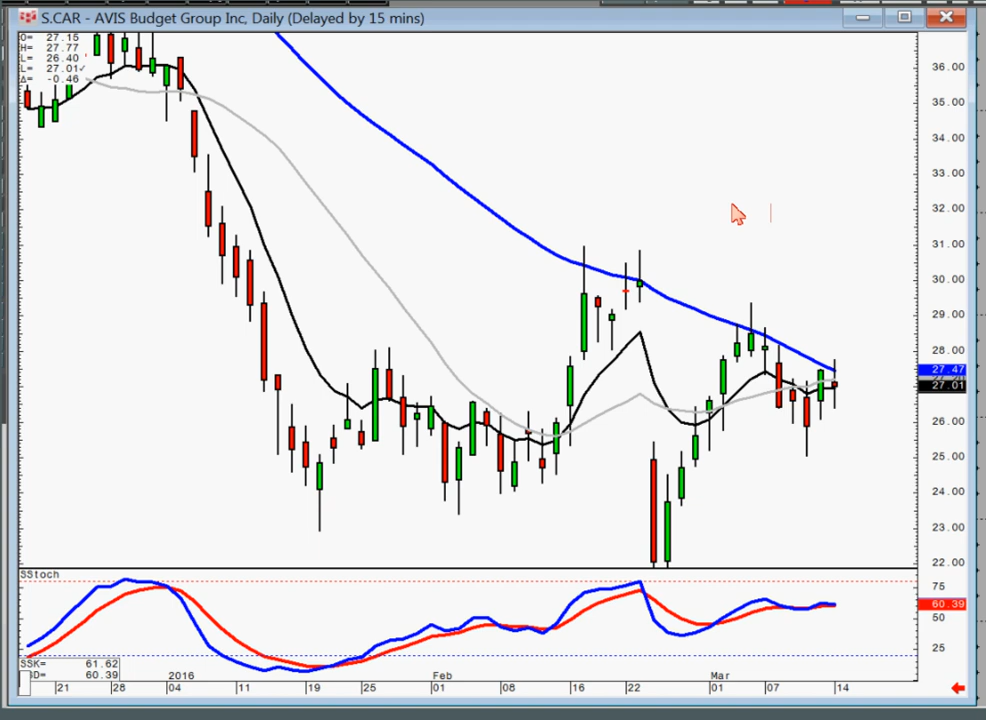 S.CAR - AVIS Budget Group Inc, Daily (Delayed by 15 mins)
O= 27.15
H= 27.77
L= 26.40
L= 27.01✓
Δ= -0.46
36.00
35.00
34.00
33.00
32.00
31.00
30.00
29.00
28.00
27.47
27.01
26.00
25.00
24.00
23.00
22.00
SStoch
75
60.39
50
25
SSK= 61.62
SD= 60.39
2016 Feb Mar
21 28 04 11 19 25 01 08 16 22 01 07 14